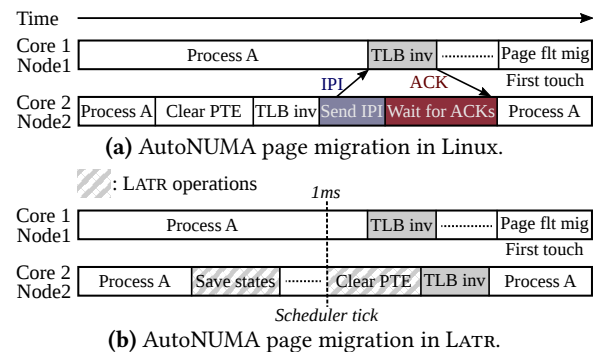 Time
Core 1
Node1
Process A
TLB inv
Page flt mig
IPI
ACK
First touch
Core 2
Node2
Process A
Clear PTE
TLB inv
Send IPI
Wait for ACKs
Process A
(a) AutoNUMA page migration in Linux.
: LATR operations
1ms
Core 1
Node1
Process A
TLB inv
Page flt mig
First touch
Core 2
Node2
Process A
Save states
Clear PTE
TLB inv
Process A
Scheduler tick
(b) AutoNUMA page migration in LATR.